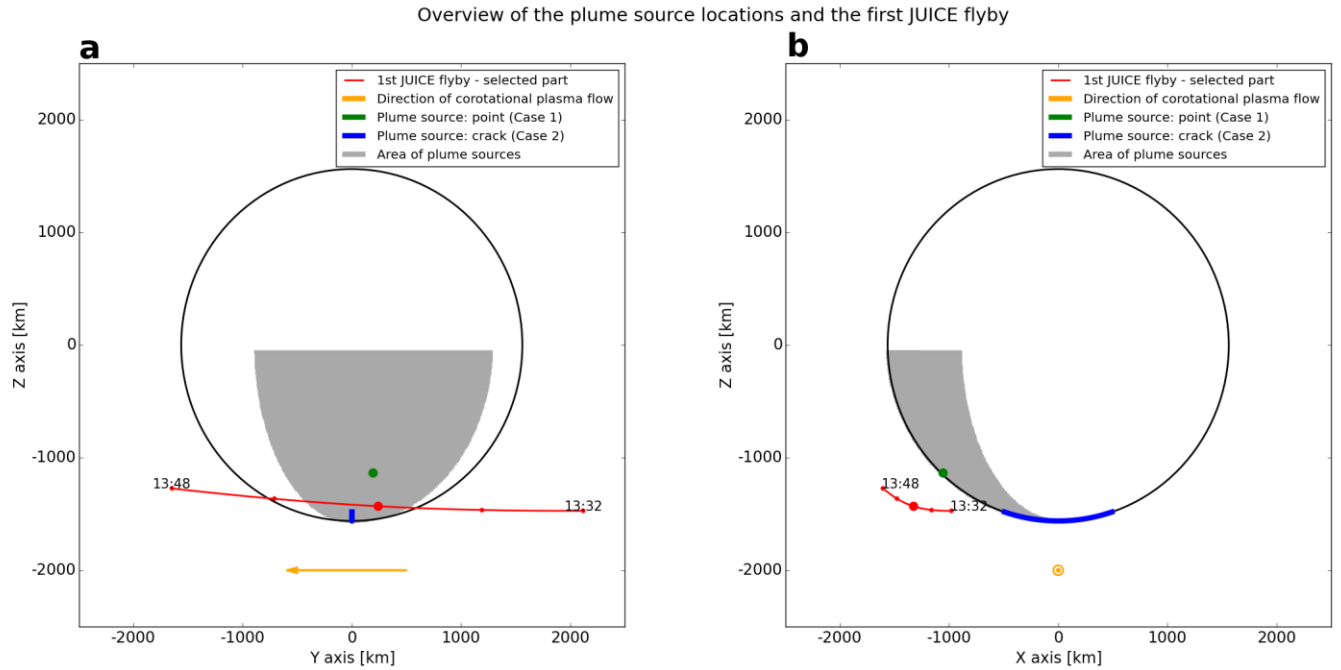 Overview of the plume source locations and the first JUICE flyby
a
1st JUICE flyby - selected part
Direction of corotational plasma flow
Plume source: point (Case 1)
Plume source: crack (Case 2)
Area of plume sources
2000
1000
0
-1000
-2000
Z axis [km]
13:48
13:32
-2000
-1000
0
1000
2000
Y axis [km]
b
1st JUICE flyby - selected part
Direction of corotational plasma flow
Plume source: point (Case 1)
Plume source: crack (Case 2)
Area of plume sources
2000
1000
0
-1000
-2000
Z axis [km]
13:48
13:32
-2000
-1000
0
1000
2000
X axis [km]